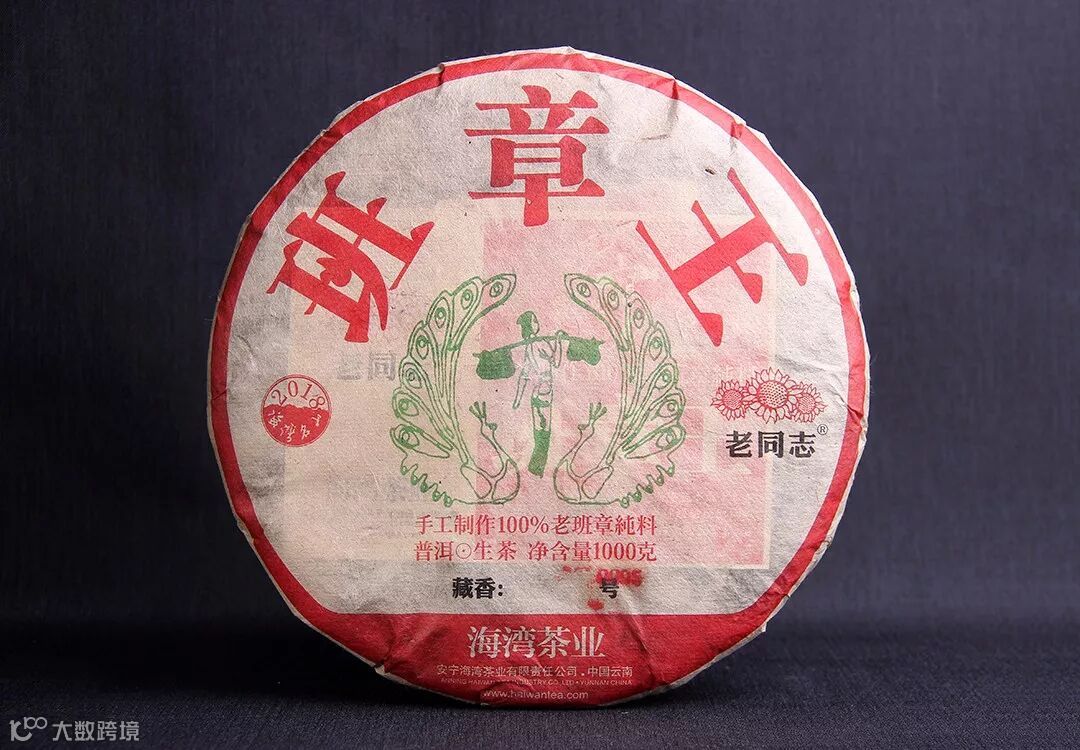 班章王
2018
老同
老同志®
手工制作100%老班章純料
普洱⊙生茶 净含量1000克
藏香： 号
海湾茶业
安宁海湾茶业有限责任公司．中国云南
www.haiwantea.com
大数跨境